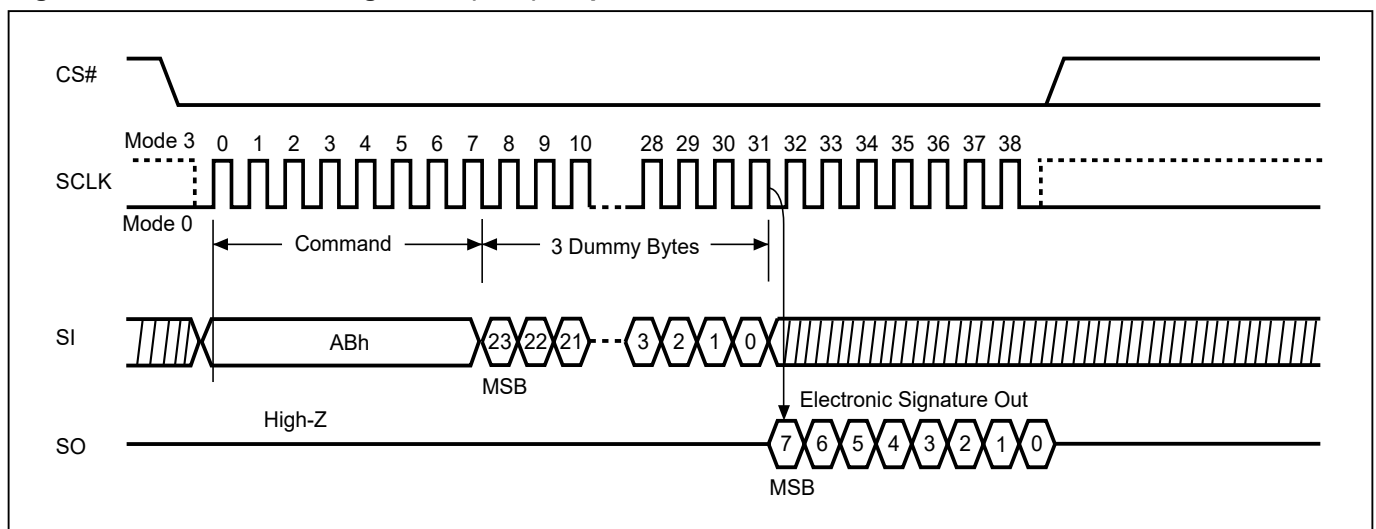 CS#
Mode 3 0 1 2 3 4 5 6 7 8 9 10 28 29 30 31 32 33 34 35 36 37 38
SCLK
Mode 0
Command 3 Dummy Bytes
SI ABh 23 22 21 3 2 1 0
MSB
Electronic Signature Out
High-Z
SO 7 6 5 4 3 2 1 0
MSB